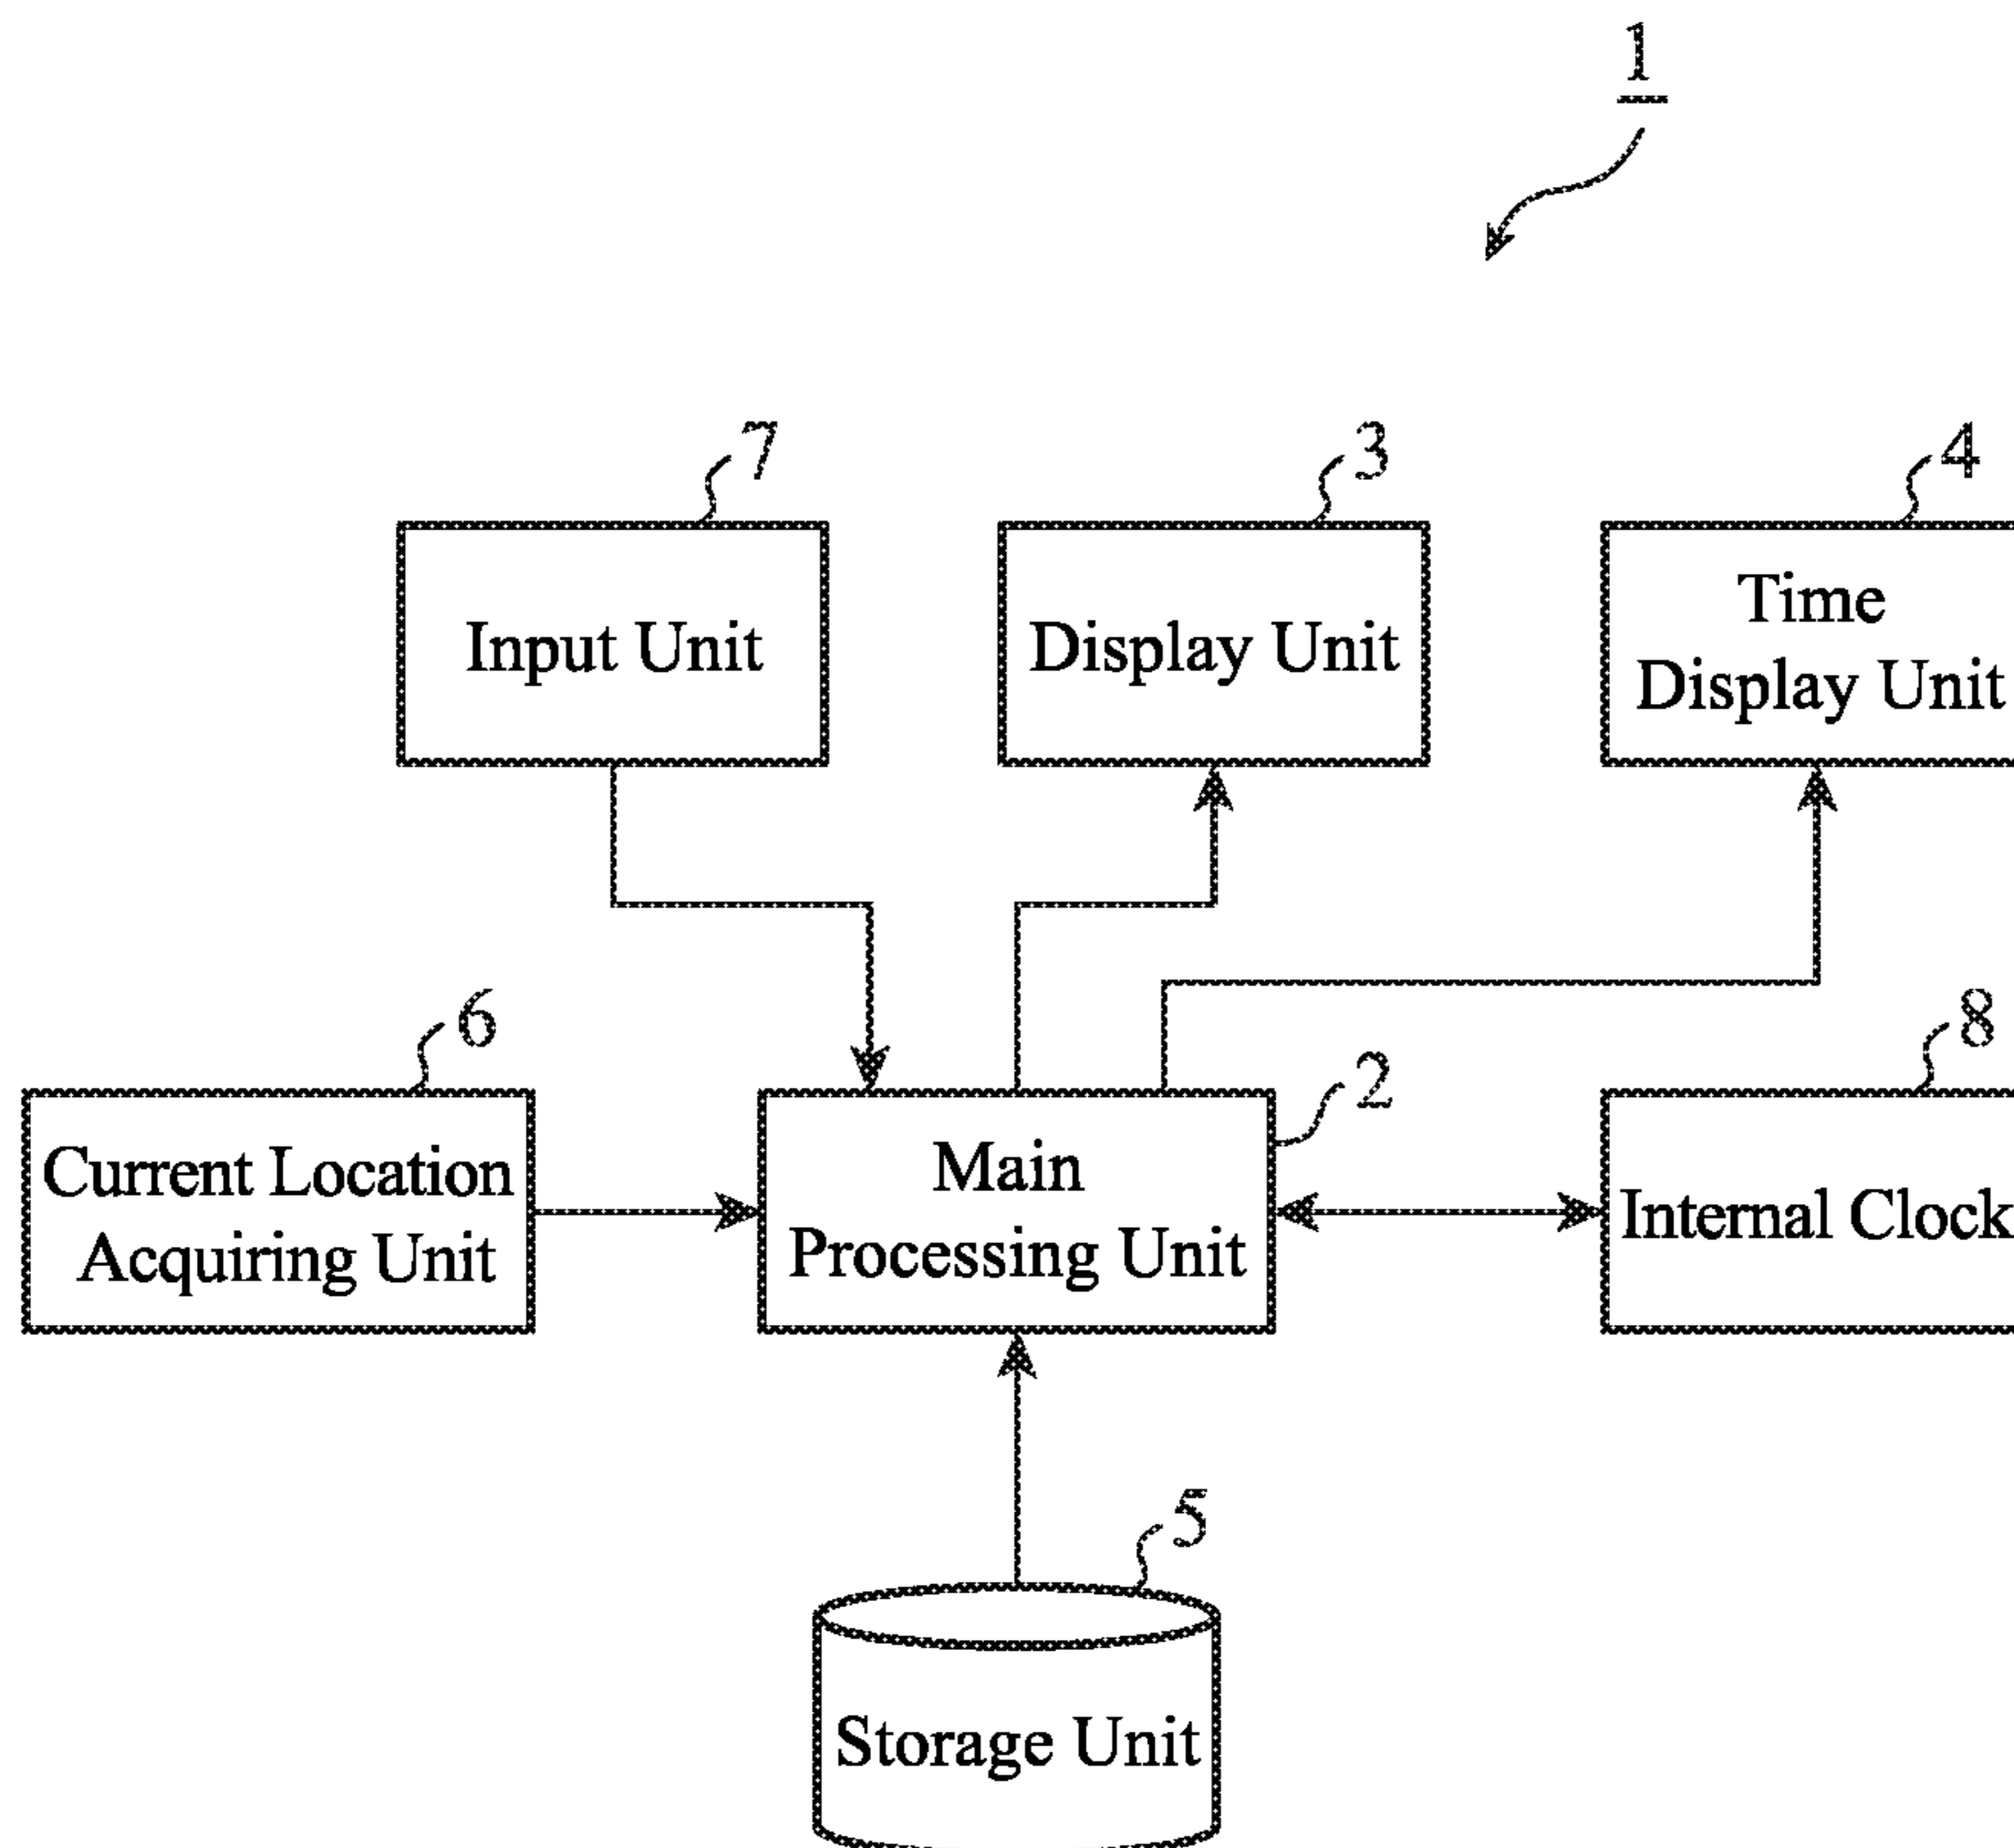 1
7
3
4
Input Unit
Display Unit
Time
Display Unit
6
2
8
Current Location
Acquiring Unit
Main
Processing Unit
Internal Clock
5
Storage Unit